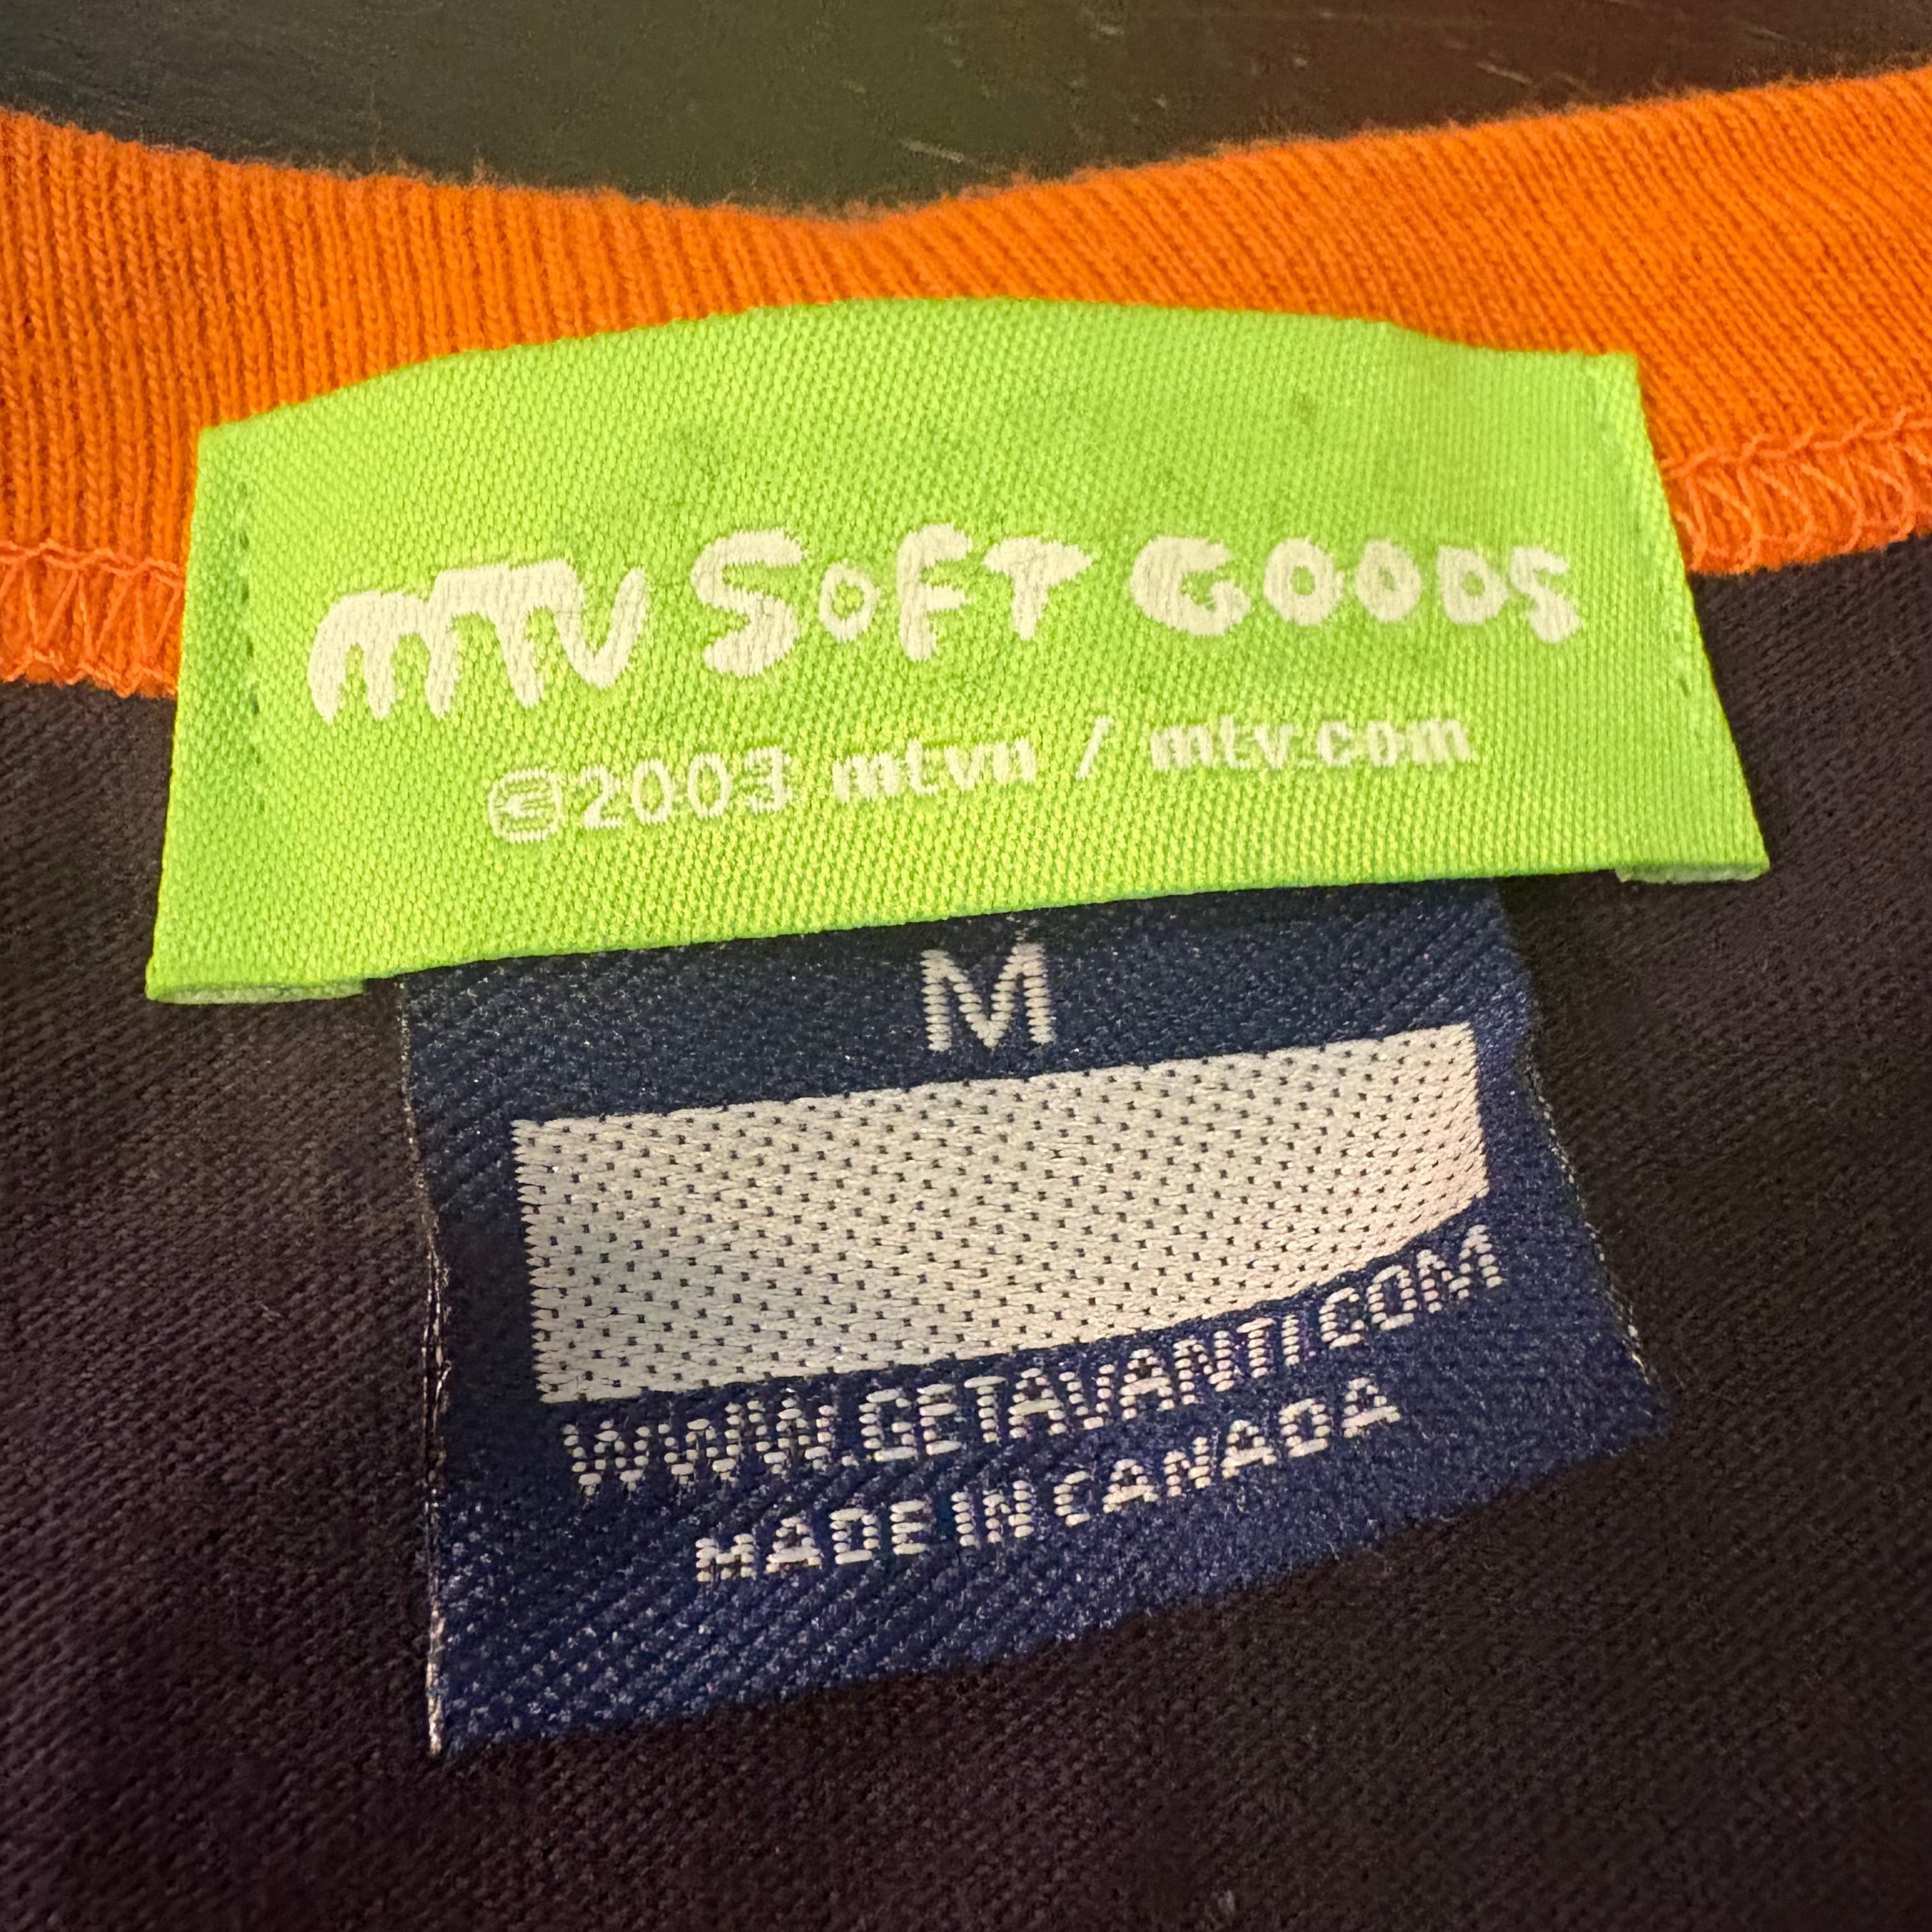 mTV SOFT GOODS
©2003 mtvn / mtv.com
M
WWW.GETAVANTI.COM
MADE IN CANADA